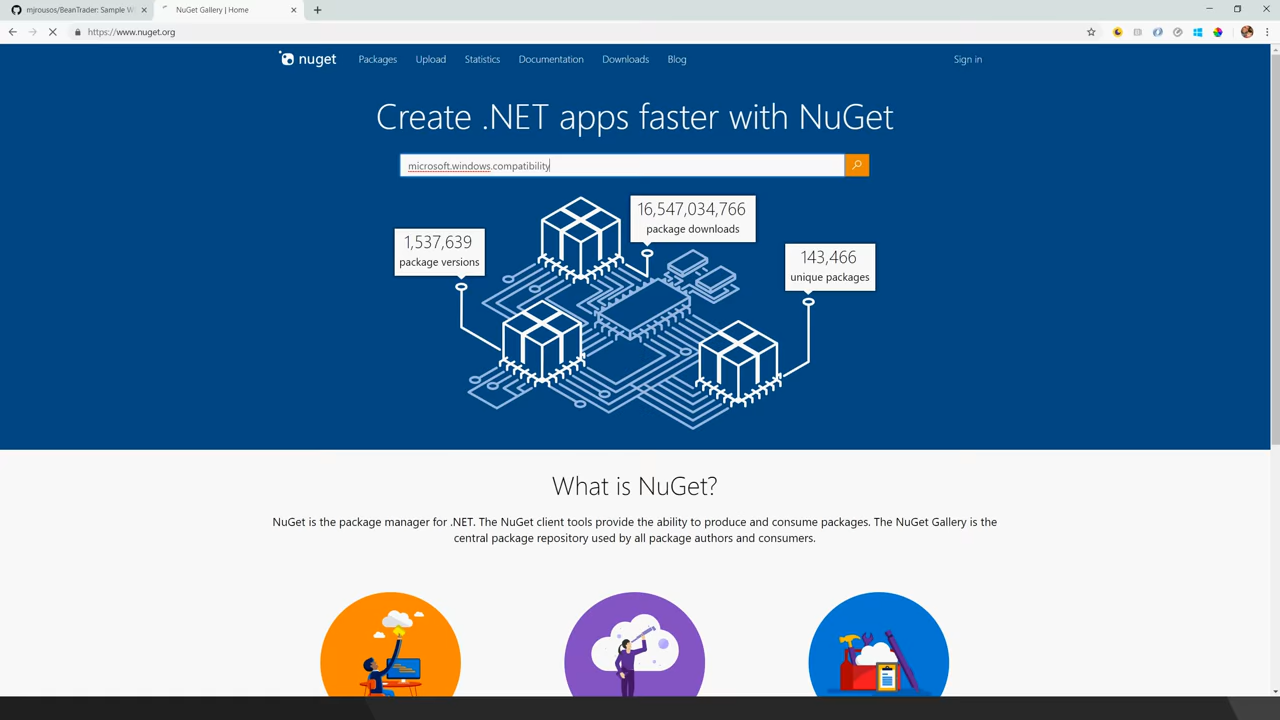 mjrousos/BeanTrader: Sample W
NuGet Gallery | Home
https://www.nuget.org
nuget
Packages
Upload
Statistics
Documentation
Downloads
Blog
Sign in
Create .NET apps faster with NuGet
microsoft.windows.compatibility
16,547,034,766
package downloads
1,537,639
package versions
143,466
unique packages
What is NuGet?
NuGet is the package manager for .NET. The NuGet client tools provide the ability to produce and consume packages. The NuGet Gallery is the
central package repository used by all package authors and consumers.